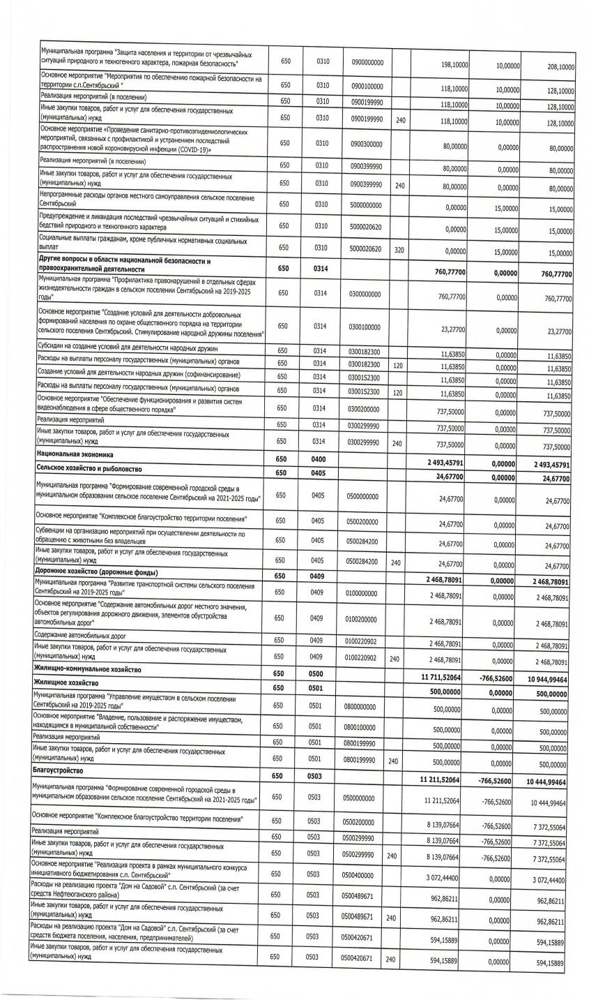 Муниципальная программа "Защита населения и территории от чрезвычайных
ситуаций природного и техногенного характера, пожарная безопасность" 650 0310 0900000000 198,10000 10,00000 208,10000
Основное мероприятие "Мероприятия по обеспечению пожарной безопасности на
территории с.п.Сентябрьский " 650 0310 0900100000 118,10000 10,00000 128,10000
Реализация мероприятий (в поселении) 650 0310 0900199990 118,10000 10,00000 128,10000
Иные закупки товаров, работ и услуг для обеспечения государственных
(муниципальных) нужд 650 0310 0900199990 240 118,10000 10,00000 128,10000
Основное мероприятие «Проведение санитарно-противоэпидемиологических
мероприятий, связанных с профилактикой и устранением последствий
распространения новой короновирусной инфекции (COVID-19)» 650 0310 0900300000 80,00000 0,00000 80,00000
Реализация мероприятий (в поселении) 650 0310 0900399990 80,00000 0,00000 80,00000
Иные закупки товаров, работ и услуг для обеспечения государственных
(муниципальных) нужд 650 0310 0900399990 240 80,00000 0,00000 80,00000
Непрограммные расходы органов местного самоуправления сельское поселение
Сентябрьский 650 0310 5000000000 0,00000 15,00000 15,00000
Предупреждение и ликвидация последствий чрезвычайных ситуаций и стихийных
бедствий природного и техногенного характера 650 0310 5000020620 0,00000 15,00000 15,00000
Социальные выплаты гражданам, кроме публичных нормативных социальных
выплат 650 0310 5000020620 320 0,00000 15,00000 15,00000
Другие вопросы в области национальной безопасности и
правоохранительной деятельности 650 0314 760,77700 0,00000 760,77700
Муниципальная программа "Профилактика правонарушений в отдельных сферах
жизнедеятельности граждан в сельском поселении Сентябрьский на 2019-2025
годы" 650 0314 0300000000 760,77700 0,00000 760,77700
Основное мероприятие "Создание условий для деятельности добровольных
формирований населения по охране общественного порядка на территории
сельского поселения Сентябрьский. Стимулирование народной дружины поселения" 650 0314 0300100000 23,27700 0,00000 23,27700
Субсидии на создание условий для деятельности народных дружин 650 0314 0300182300 11,63850 0,00000 11,63850
Расходы на выплаты персоналу государственных (муниципальных) органов 650 0314 0300182300 120 11,63850 0,00000 11,63850
Создание условий для деятельности народных дружин (софинансирование) 650 0314 03001S2300 11,63850 0,00000 11,63850
Расходы на выплаты персоналу государственных (муниципальных) органов 650 0314 03001S2300 120 11,63850 0,00000 11,63850
Основное мероприятие "Обеспечение функционирования и развития систем
видеонаблюдения в сфере общественного порядка" 650 0314 0300200000 737,50000 0,00000 737,50000
Реализация мероприятий 650 0314 0300299990 737,50000 0,00000 737,50000
Иные закупки товаров, работ и услуг для обеспечения государственных
(муниципальных) нужд 650 0314 0300299990 240 737,50000 0,00000 737,50000
Национальная экономика 650 0400 2 493,45791 0,00000 2 493,45791
Сельское хозяйство и рыболовство 650 0405 24,67700 0,00000 24,67700
Муниципальная программа "Формирование современной городской среды в
муниципальном образовании сельское поселение Сентябрьский на 2021-2025 годы" 650 0405 0500000000 24,67700 0,00000 24,67700
Основное мероприятие "Комплексное благоустройство территории поселения" 650 0405 0500200000 24,67700 0,00000 24,67700
Субвенции на организацию мероприятий при осуществлении деятельности по
обращению с животными без владельцев 650 0405 0500284200 24,67700 0,00000 24,67700
Иные закупки товаров, работ и услуг для обеспечения государственных
(муниципальных) нужд 650 0405 0500284200 240 24,67700 0,00000 24,67700
Дорожное хозяйство (дорожные фонды) 650 0409 2 468,78091 0,00000 2 468,78091
Муниципальная программа "Развитие транспортной системы сельского поселения
Сентябрьский на 2019-2025 годы" 650 0409 0100000000 2 468,78091 0,00000 2 468,78091
Основное мероприятие "Содержание автомобильных дорог местного значения,
объектов регулирования дорожного движения, элементов обустройства
автомобильных дорог" 650 0409 0100200000 2 468,78091 0,00000 2 468,78091
Содержание автомобильных дорог 650 0409 0100220902 2 468,78091 0,00000 2 468,78091
Иные закупки товаров, работ и услуг для обеспечения государственных
(муниципальных) нужд 650 0409 0100220902 240 2 468,78091 0,00000 2 468,78091
Жилищно-коммунальное хозяйство 650 0500 11 711,52064 -766,52600 10 944,99464
Жилищное хозяйство 650 0501 500,00000 0,00000 500,00000
Муниципальная программа "Управление имуществом в сельском поселении
Сентябрьский на 2019-2025 годы" 650 0501 0800000000 500,00000 0,00000 500,00000
Основное мероприятие "Владение, пользование и распоряжение имуществом,
находящимся в муниципальной собственности" 650 0501 0800100000 500,00000 0,00000 500,00000
Реализация мероприятий 650 0501 0800199990 500,00000 0,00000 500,00000
Иные закупки товаров, работ и услуг для обеспечения государственных
(муниципальных) нужд 650 0501 0800199990 240 500,00000 0,00000 500,00000
Благоустройство 650 0503 11 211,52064 -766,52600 10 444,99464
Муниципальная программа "Формирование современной городской среды в
муниципальном образовании сельское поселение Сентябрьский на 2021-2025 годы" 650 0503 0500000000 11 211,52064 -766,52600 10 444,99464
Основное мероприятие "Комплексное благоустройство территории поселения" 650 0503 0500200000 8 139,07664 -766,52600 7 372,55064
Реализация мероприятий 650 0503 0500299990 8 139,07664 -766,52600 7 372,55064
Иные закупки товаров, работ и услуг для обеспечения государственных
(муниципальных) нужд 650 0503 0500299990 240 8 139,07664 -766,52600 7 372,55064
Основное мероприятие "Реализация проекта в рамках муниципального конкурса
инициативного бюджетирования с.п. Сентябрьский" 650 0503 0500400000 3 072,44400 0,00000 3 072,44400
Расходы на реализацию проекта "Дом на Садовой" с.п. Сентябрьский (за счет
средств Нефтеюганского района) 650 0503 0500489671 962,86211 0,00000 962,86211
Иные закупки товаров, работ и услуг для обеспечения государственных
(муниципальных) нужд 650 0503 0500489671 240 962,86211 0,00000 962,86211
Расходы на реализацию проекта "Дом на Садовой" с.п. Сентябрьский (за счет
средств бюджета поселения, населения, предпринимателей) 650 0503 0500420671 594,15889 0,00000 594,15889
Иные закупки товаров, работ и услуг для обеспечения государственных
(муниципальных) нужд 650 0503 0500420671 240 594,15889 0,00000 594,15889